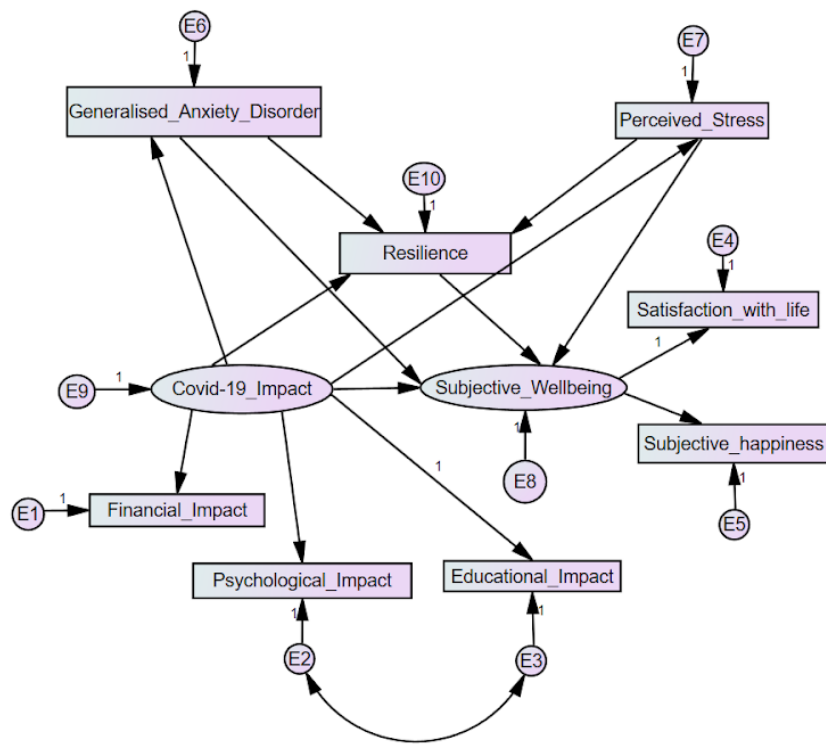 E6
1
Generalised_Anxiety_Disorder
E7
1
Perceived_Stress
E10
1
Resilience
E4
1
Satisfaction_with_life
1
E9
1
Covid-19_Impact
Subjective_Wellbeing
1
E8
Subjective_happiness
1
E5
1
E1
1
Financial_Impact
Psychological_Impact
1
E2
Educational_Impact
1
E3